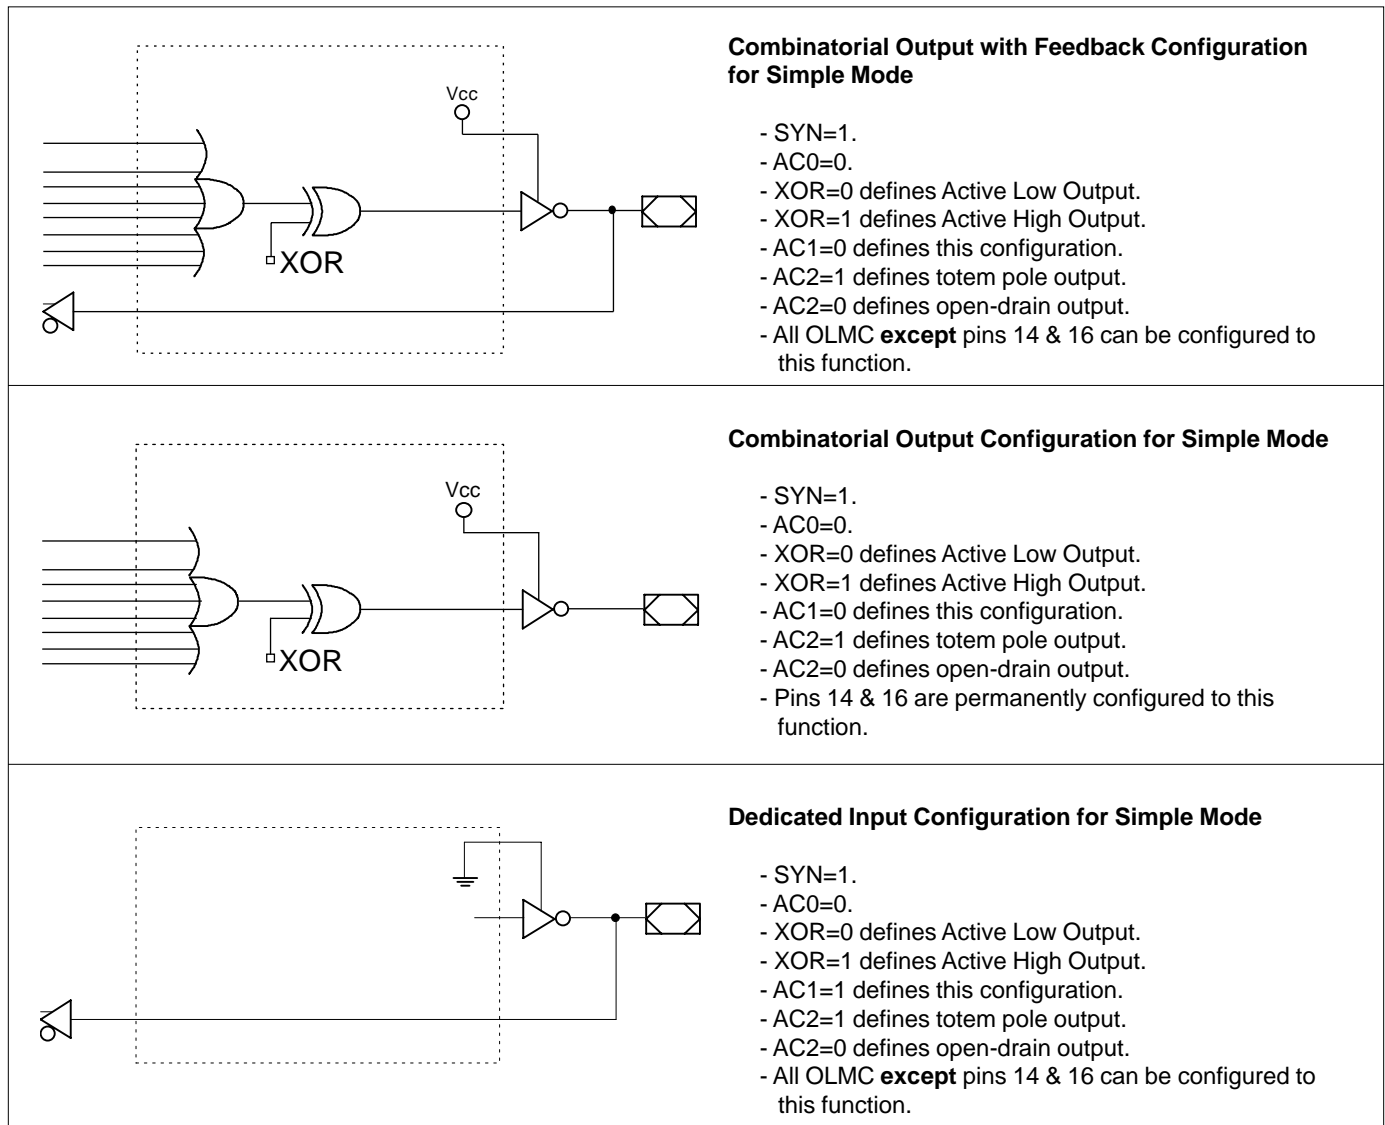 Combinatorial Output with Feedback Configuration
for Simple Mode
Vcc
- SYN=1.
- AC0=0.
- XOR=0 defines Active Low Output.
- XOR=1 defines Active High Output.
- AC1=0 defines this configuration.
- AC2=1 defines totem pole output.
- AC2=0 defines open-drain output.
- All OLMC except pins 14 & 16 can be configured to
this function.
XOR
Combinatorial Output Configuration for Simple Mode
Vcc
- SYN=1.
- AC0=0.
- XOR=0 defines Active Low Output.
- XOR=1 defines Active High Output.
- AC1=0 defines this configuration.
- AC2=1 defines totem pole output.
- AC2=0 defines open-drain output.
- Pins 14 & 16 are permanently configured to this
function.
XOR
Dedicated Input Configuration for Simple Mode
- SYN=1.
- AC0=0.
- XOR=0 defines Active Low Output.
- XOR=1 defines Active High Output.
- AC1=1 defines this configuration.
- AC2=1 defines totem pole output.
- AC2=0 defines open-drain output.
- All OLMC except pins 14 & 16 can be configured to
this function.